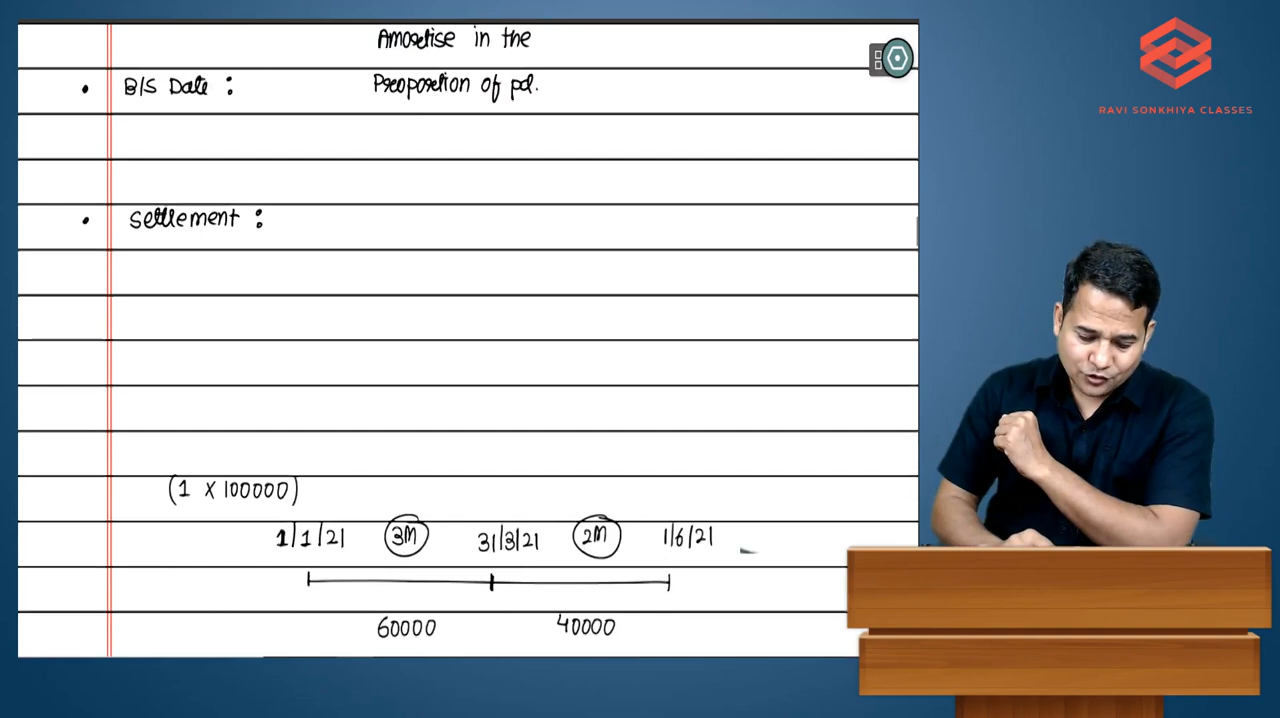 Amortise in the
• B/S Date : Proportion of pd.
• Settlement :
(1 X 100000)
1/1/21 3M 31/3/21 2M 1/6/21
60000 40000
RAVI SONKHIYA CLASSES